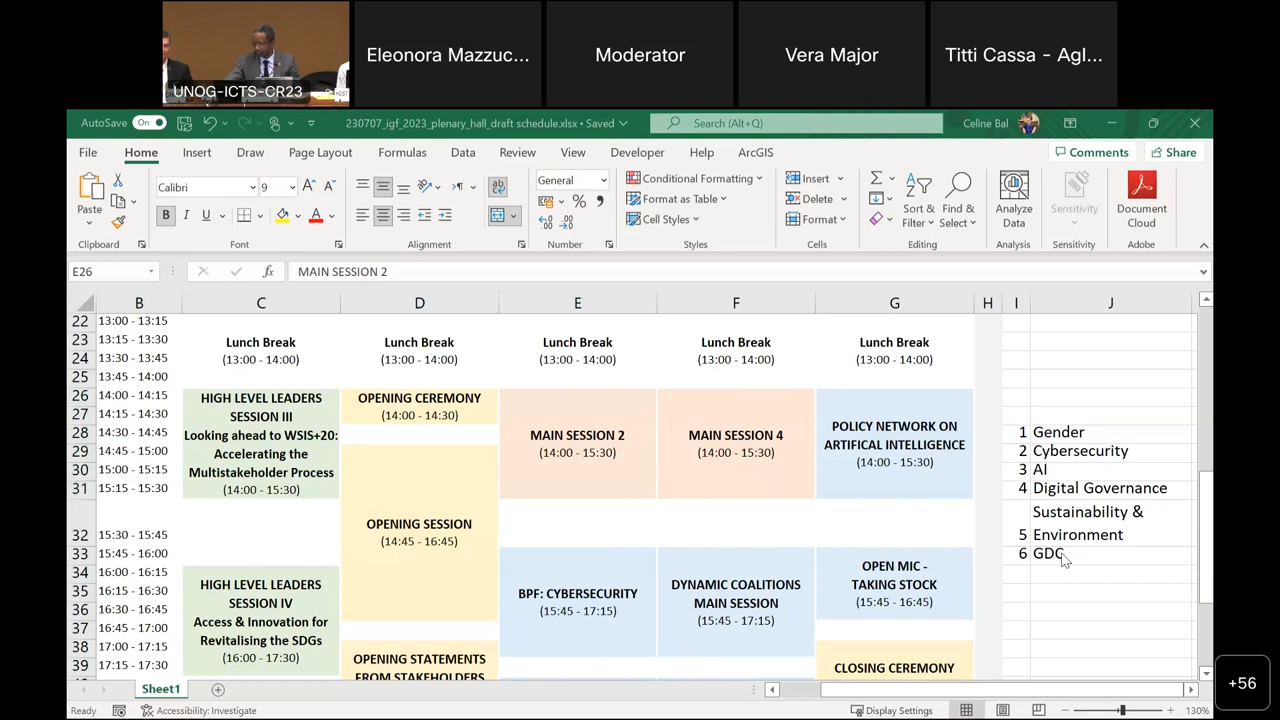 UNOG-ICTS-CR23
Eleonora Mazzuc...
Moderator
Vera Major
Titti Cassa - AgI...
AutoSave On
230707_igf_2023_plenary_hall_draft schedule.xlsx • Saved
Search (Alt+Q)
Celine Bal
File Home Insert Draw Page Layout Formulas Data Review View Developer Help ArcGIS
Comments Share
Paste
Calibri 9
B I U
General
Conditional Formatting
Format as Table
Cell Styles
Insert
Delete
Format
Sort & Filter
Find & Select
Analyze Data
Sensitivity
Document Cloud
Clipboard Font Alignment Number Styles Cells Editing Analysis Sensitivity Adobe
E26 fx MAIN SESSION 2
B C D E F G H I J
22 13:00 - 13:15
23 13:15 - 13:30
24 13:30 - 13:45
25 13:45 - 14:00
26 14:00 - 14:15
27 14:15 - 14:30
28 14:30 - 14:45
29 14:45 - 15:00
30 15:00 - 15:15
31 15:15 - 15:30
32 15:30 - 15:45
33 15:45 - 16:00
34 16:00 - 16:15
35 16:15 - 16:30
36 16:30 - 16:45
37 16:45 - 17:00
38 17:00 - 17:15
39 17:15 - 17:30
Lunch Break
(13:00 - 14:00)
HIGH LEVEL LEADERS
SESSION III
Looking ahead to WSIS+20:
Accelerating the
Multistakeholder Process
(14:00 - 15:30)
HIGH LEVEL LEADERS
SESSION IV
Access & Innovation for
Revitalising the SDGs
(16:00 - 17:30)
Lunch Break
(13:00 - 14:00)
OPENING CEREMONY
(14:00 - 14:30)
OPENING SESSION
(14:45 - 16:45)
OPENING STATEMENTS
FROM STAKEHOLDERS
Lunch Break
(13:00 - 14:00)
MAIN SESSION 2
(14:00 - 15:30)
BPF: CYBERSECURITY
(15:45 - 17:15)
Lunch Break
(13:00 - 14:00)
MAIN SESSION 4
(14:00 - 15:30)
DYNAMIC COALITIONS
MAIN SESSION
(15:45 - 17:15)
Lunch Break
(13:00 - 14:00)
POLICY NETWORK ON
ARTIFICAL INTELLIGENCE
(14:00 - 15:30)
OPEN MIC -
TAKING STOCK
(15:45 - 16:45)
CLOSING CEREMONY
1 Gender
2 Cybersecurity
3 AI
4 Digital Governance
Sustainability &
5 Environment
6 GDC
Sheet1
Ready
Accessibility: Investigate
Display Settings
130%
+56